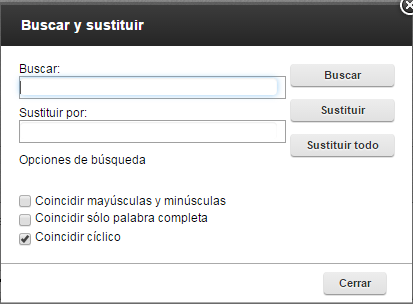 Buscar y sustituir
Buscar:
Buscar
Sustituir por:
Sustituir
Sustituir todo
Opciones de búsqueda
Coincidir mayúsculas y minúsculas
Coincidir sólo palabra completa
Coincidir cíclico
Cerrar